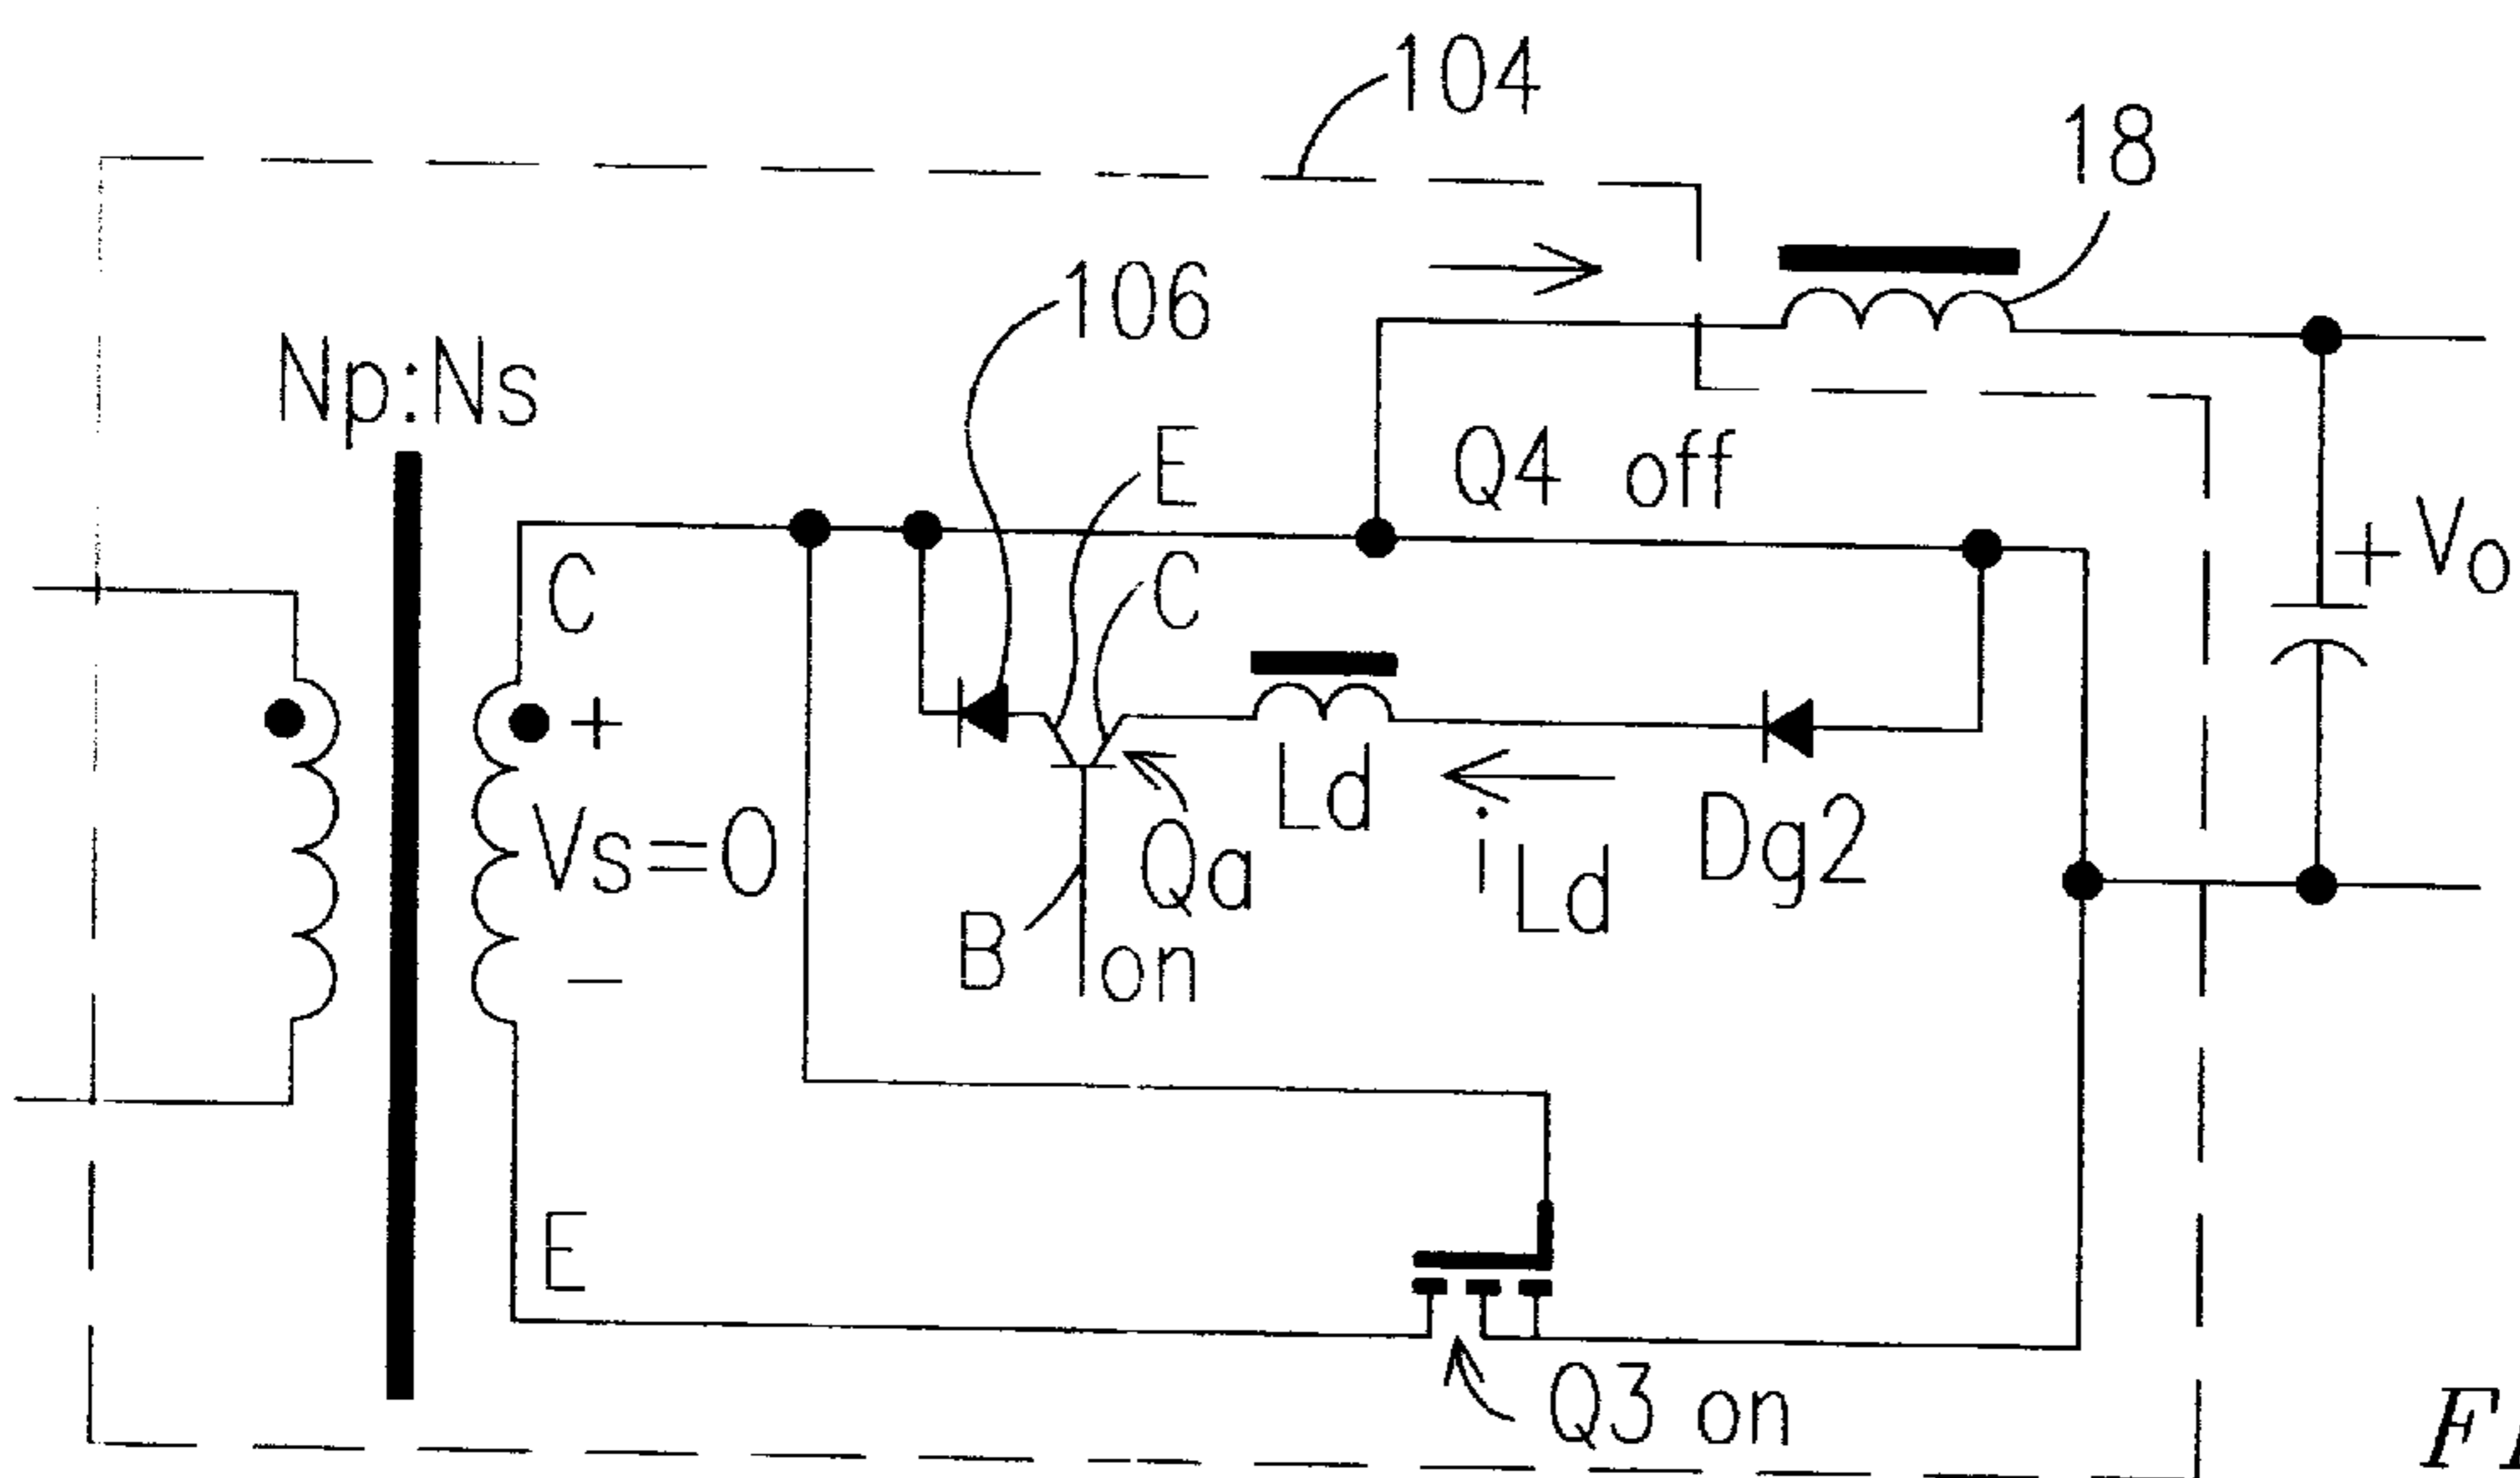 104
18
106
Np:Ns
E
Q4 off
C
C
+
+Vo
Vs=0
Ld
iLd
Dg2
Qa
B
on
−
E
Q3 on